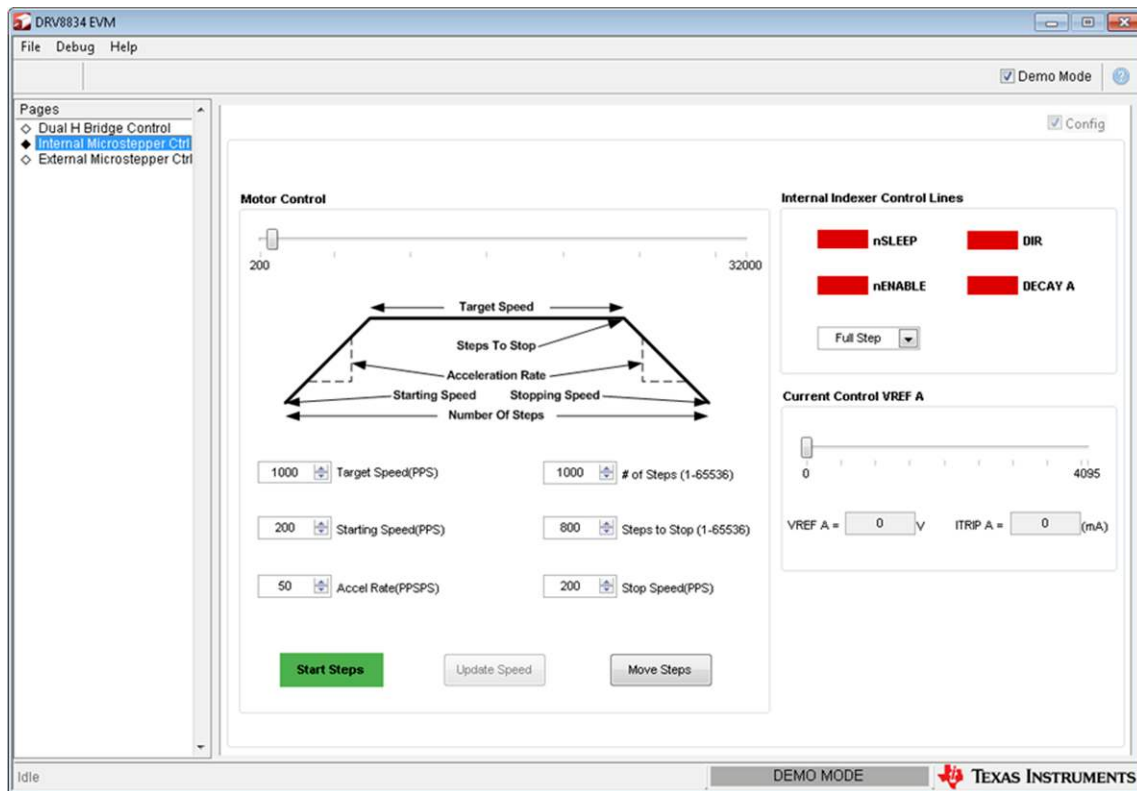 DRV8834 EVM
File Debug Help
Demo Mode
Pages
Dual H Bridge Control
Internal Microstepper Ctrl
External Microstepper Ctrl
Config
Motor Control
200 32000
Target Speed
Steps To Stop
Acceleration Rate
Starting Speed Stopping Speed
Number Of Steps
1000 Target Speed(PPS) 1000 # of Steps (1-65536)
200 Starting Speed(PPS) 800 Steps to Stop (1-65536)
50 Accel Rate(PPSPS) 200 Stop Speed(PPS)
Start Steps Update Speed Move Steps
Internal Indexer Control Lines
nSLEEP DIR
nENABLE DECAY A
Full Step
Current Control VREF A
0 4095
VREF A = 0 V ITRIP A = 0 (mA)
Idle DEMO MODE TEXAS INSTRUMENTS